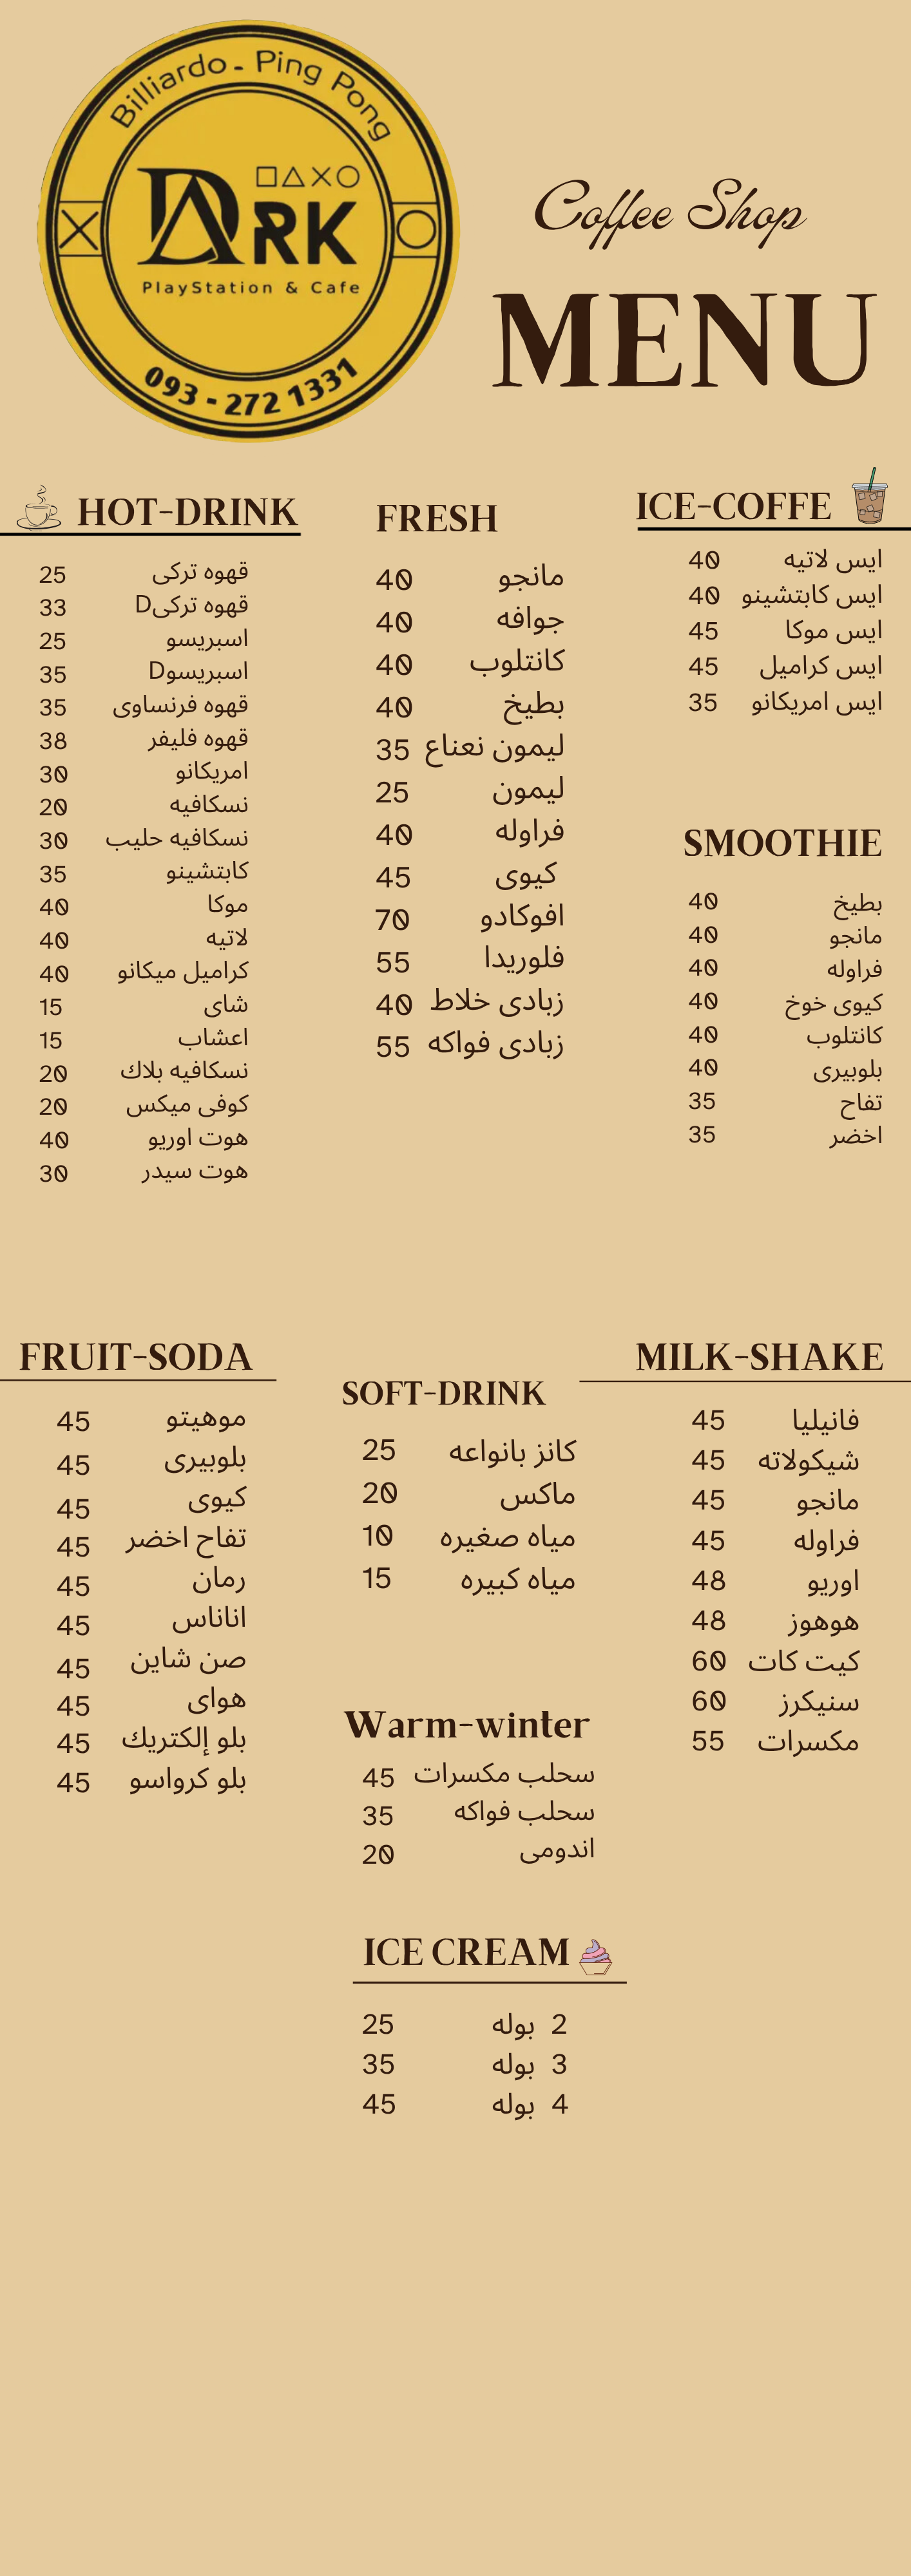 Billiardo - Ping Pong
DARK
PlayStation & Cafe
093 - 272 1331
Coffee Shop
MENU
HOT-DRINK
قهوه تركى 25
قهوه تركىD 33
اسبريسو 25
اسبريسوD 35
قهوه فرنساوى 35
قهوه فليفر 38
امريكانو 30
نسكافيه 20
نسكافيه حليب 30
كابتشينو 35
موكا 40
لاتيه 40
كراميل ميكانو 40
شاى 15
اعشاب 15
نسكافيه بلاك 20
كوفى ميكس 20
هوت اوريو 40
هوت سيدر 30
FRESH
مانجو 40
جوافه 40
كانتلوب 40
بطيخ 40
ليمون نعناع 35
ليمون 25
فراوله 40
كيوى 45
افوكادو 70
فلوريدا 55
زبادى خلاط 40
زبادى فواكه 55
ICE-COFFE
ايس لاتيه 40
ايس كابتشينو 40
ايس موكا 45
ايس كراميل 45
ايس امريكانو 35
SMOOTHIE
بطيخ 40
مانجو 40
فراوله 40
كيوى خوخ 40
كانتلوب 40
بلوبيرى 40
تفاح 35
اخضر 35
FRUIT-SODA
موهيتو 45
بلوبيرى 45
كيوى 45
تفاح اخضر 45
رمان 45
اناناس 45
صن شاين 45
هواى 45
بلو إلكتريك 45
بلو كرواسو 45
SOFT-DRINK
كانز بانواعه 25
ماكس 20
مياه صغيره 10
مياه كبيره 15
Warm-winter
سحلب مكسرات 45
سحلب فواكه 35
اندومى 20
MILK-SHAKE
فانيليا 45
شيكولاته 45
مانجو 45
فراوله 45
اوريو 48
هوهوز 48
كيت كات 60
سنيكرز 60
مكسرات 55
ICE CREAM
2 بوله 25
3 بوله 35
4 بوله 45